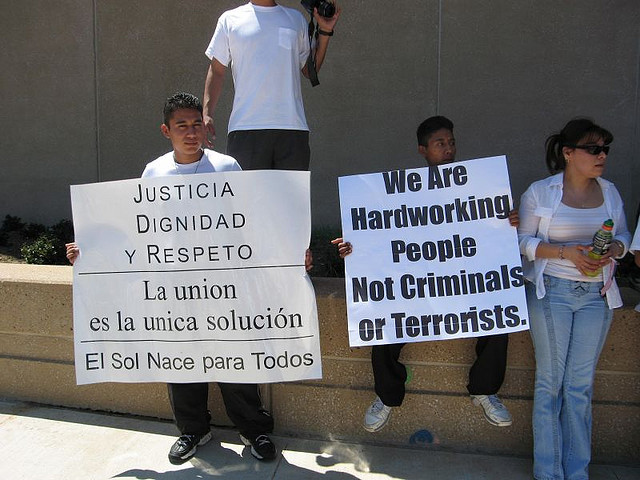 JUSTICIA
DIGNIDAD
Y RESPETO
La union
es la unica solución
El Sol Nace para Todos
We Are
Hardworking
People
Not Criminals
or Terrorists.